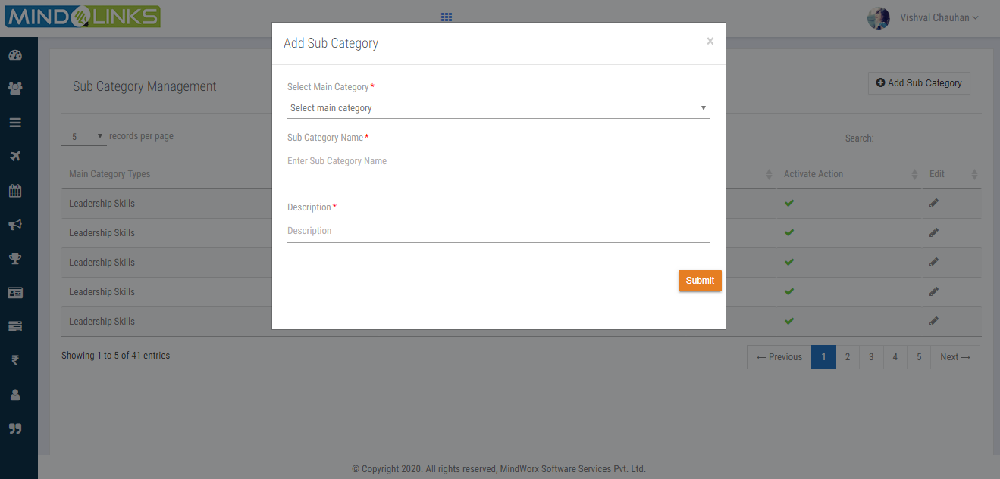 MINDLINKS
Vishval Chauhan
Add Sub Category
×
Sub Category Management
Add Sub Category
Select Main Category*
Select main category
5 records per page
Search:
Sub Category Name*
Enter Sub Category Name
Main Category Types
Activate Action
Edit
Leadership Skills
Leadership Skills
Leadership Skills
Leadership Skills
Leadership Skills
Description*
Description
Submit
Showing 1 to 5 of 41 entries
← Previous 1 2 3 4 5 Next →
© Copyright 2020. All rights reserved, MindWorx Software Services Pvt. Ltd.